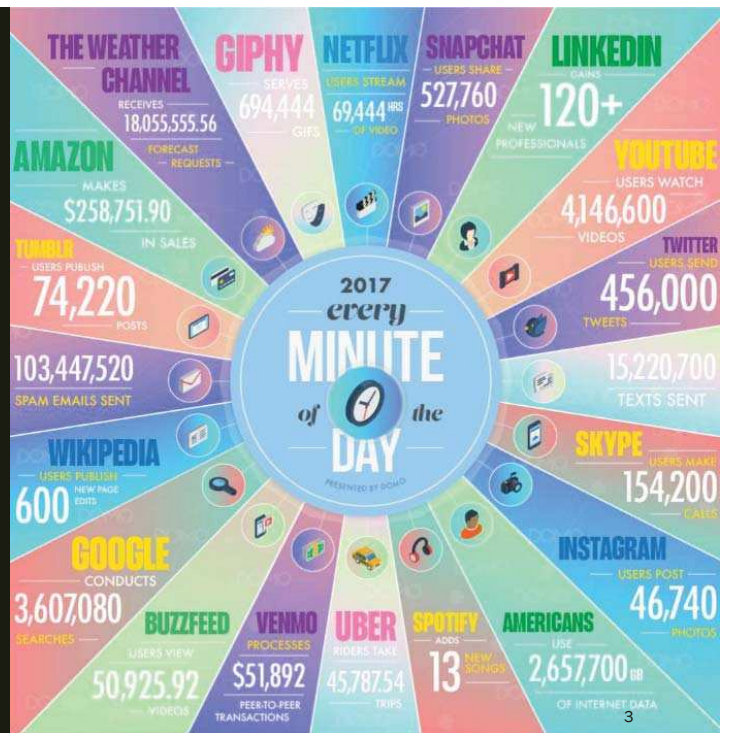 THE WEATHER
CHANNEL
RECEIVES
18,055,555.56
FORECAST
REQUESTS
GIPHY
SERVES
694,444
GIFS
NETFLIX
USERS STREAM
69,444 HRS
OF VIDEO
SNAPCHAT
USERS SHARE
527,760
PHOTOS
LINKEDIN
GAINS
120+
NEW
PROFESSIONALS
YOUTUBE
USERS WATCH
4,146,600
VIDEOS
TWITTER
USERS SEND
456,000
TWEETS
15,220,700
TEXTS SENT
SKYPE
USERS MAKE
154,200
CALLS
INSTAGRAM
USERS POST
46,740
PHOTOS
AMERICANS
USE
2,657,700 GB
OF INTERNET DATA
SPOTIFY
ADDS
13 NEW
SONGS
UBER
RIDERS TAKE
45,787.54
TRIPS
VENMO
PROCESSES
$51,892
PEER-TO-PEER
TRANSACTIONS
BUZZFEED
USERS VIEW
50,925.92
VIDEOS
GOOGLE
CONDUCTS
3,607,080
SEARCHES
WIKIPEDIA
USERS PUBLISH
600 NEW PAGE
EDITS
103,447,520
SPAM EMAILS SENT
TUMBLR
USERS PUBLISH
74,220
POSTS
AMAZON
MAKES
$258,751.90
IN SALES
2017
every
MINUTE
of the
DAY
PRESENTED BY DOMO
3